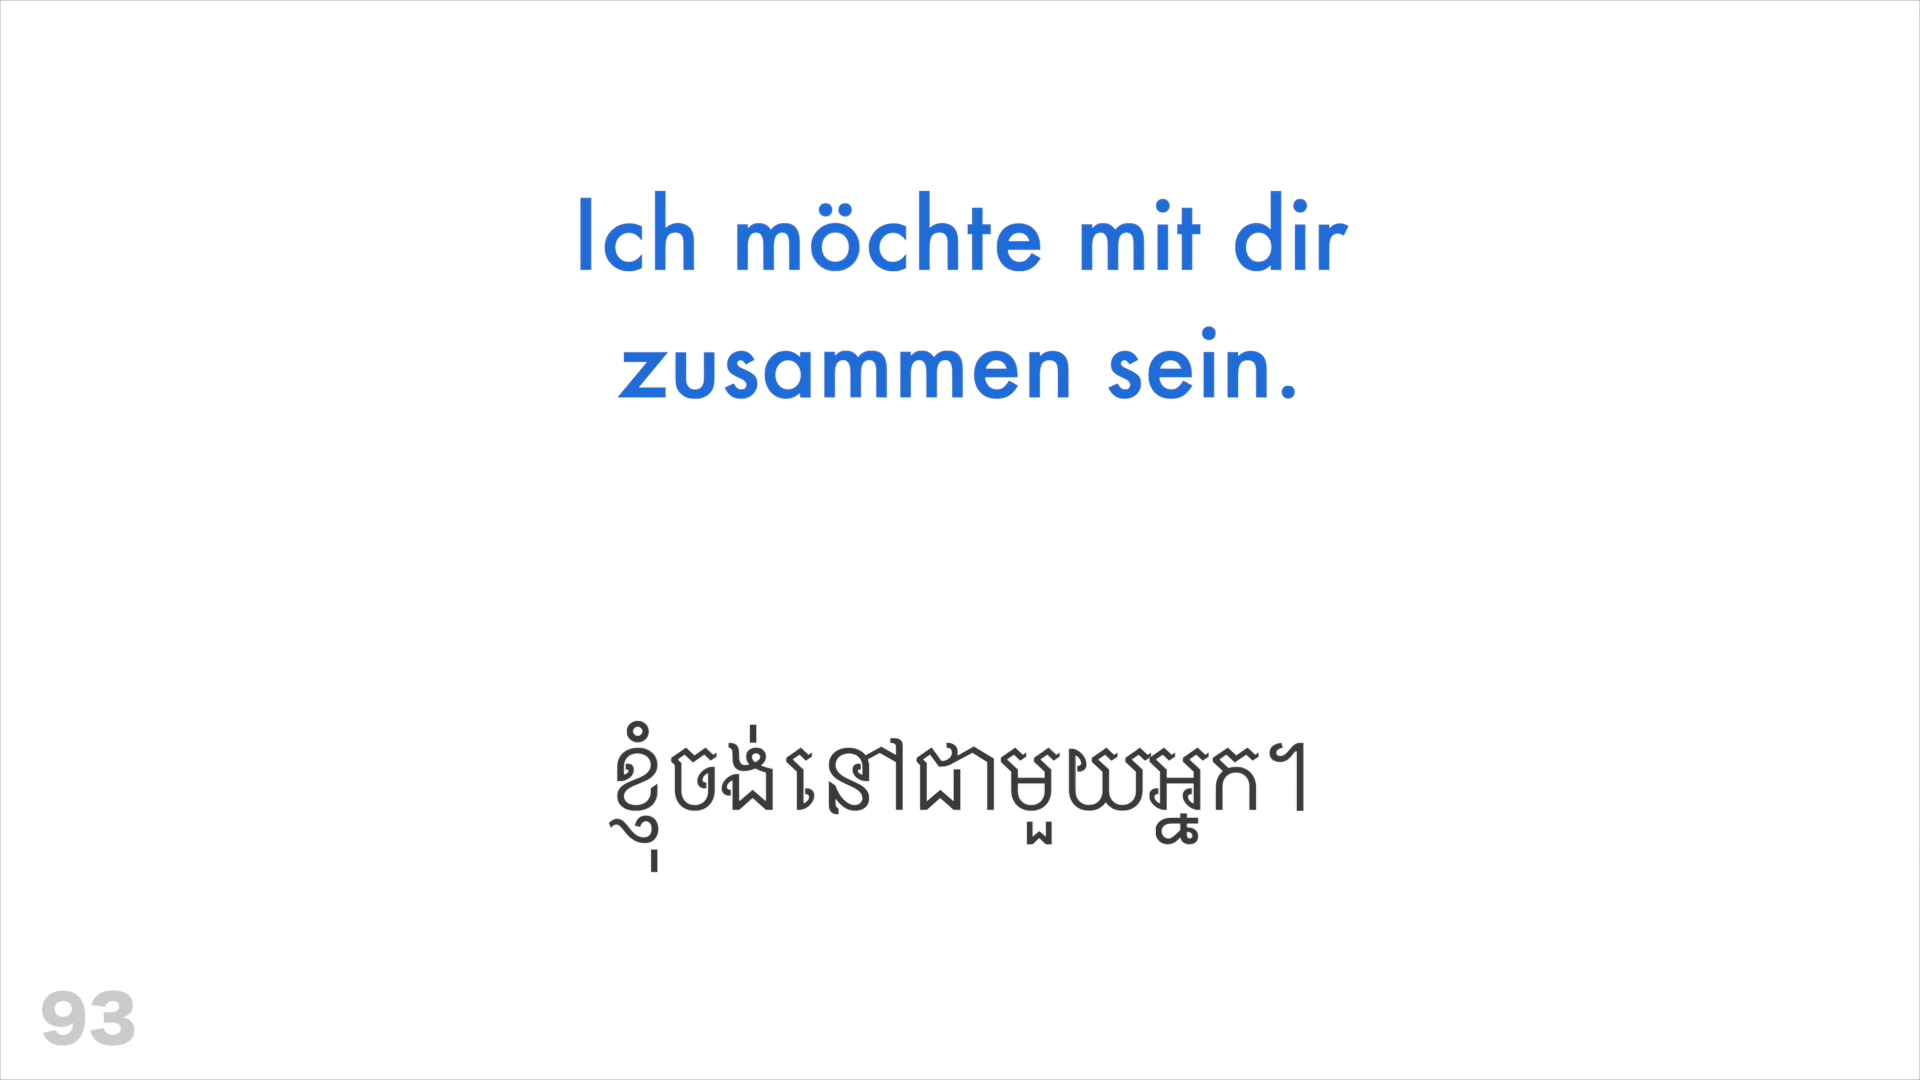 Ich möchte mit dir
zusammen sein.
ខ្ញុំចង់នៅជាមួយអ្នក។
93